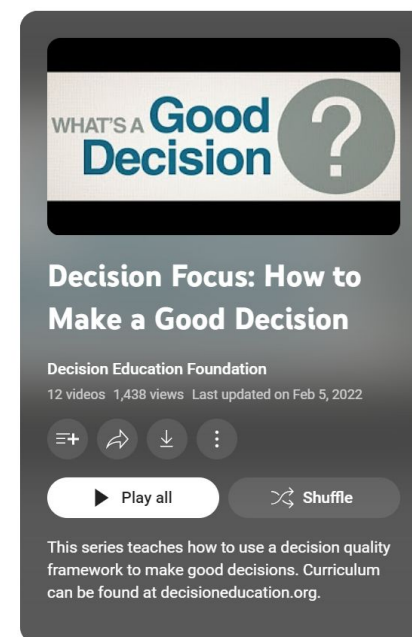 WHAT'S A Good
Decision
?
Decision Focus: How to
Make a Good Decision
Decision Education Foundation
12 videos 1,438 views Last updated on Feb 5, 2022
Play all
Shuffle
This series teaches how to use a decision quality
framework to make good decisions. Curriculum
can be found at decisioneducation.org.